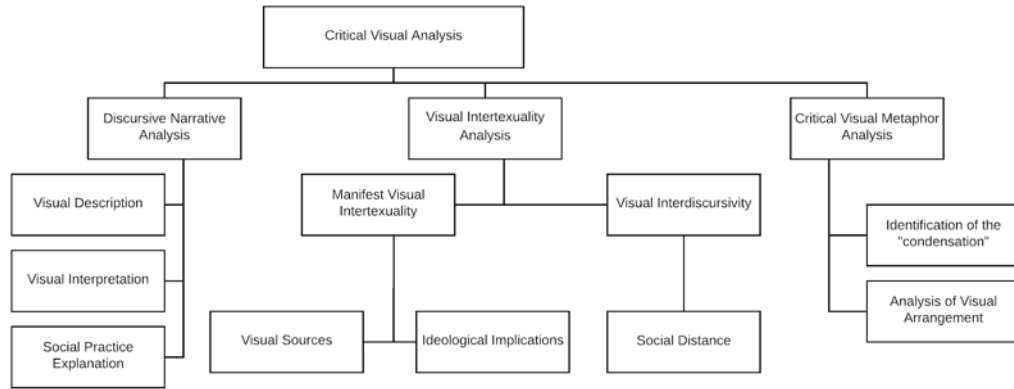 Critical Visual Analysis
Discursive Narrative
Analysis
Visual Intertexuality
Analysis
Critical Visual Metaphor
Analysis
Visual Description
Manifest Visual
Intertexuality
Visual Interdiscursivity
Identification of the
"condensation"
Visual Interpretation
Analysis of Visual
Arrangement
Social Practice
Explanation
Visual Sources
Ideological Implications
Social Distance